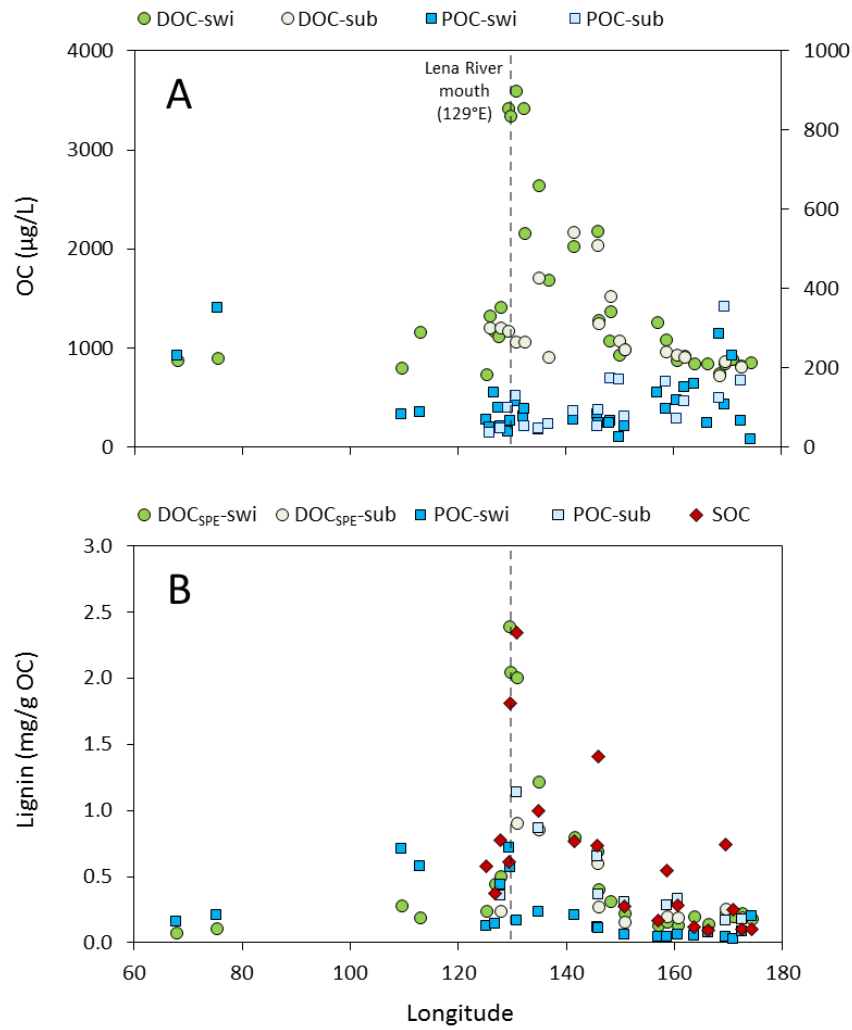 DOC-swi DOC-sub POC-swi POC-sub
4000 1000
A
Lena River
mouth
(129°E)
3000 800
600
2000
400
1000 200
0 0
OC (µg/L)
DOCSPE-swi DOCSPE-sub POC-swi POC-sub SOC
3.0
B
2.5
2.0
1.5
1.0
0.5
0.0
Lignin (mg/g OC)
60 80 100 120 140 160 180
Longitude